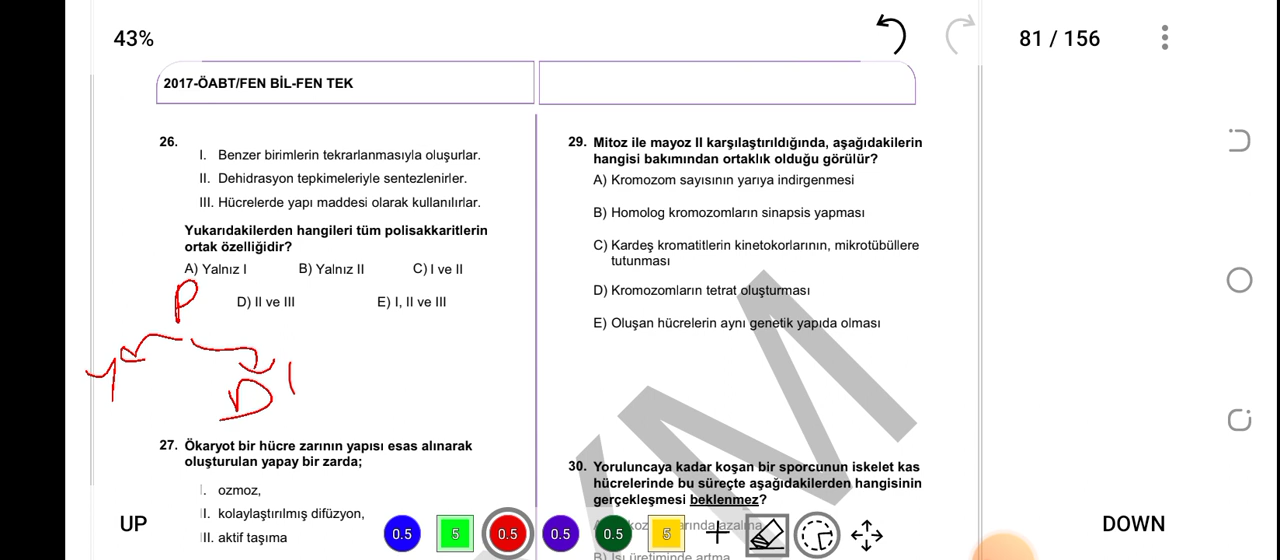 43%
81 / 156
2017-ÖABT/FEN BİL-FEN TEK
26.
I. Benzer birimlerin tekrarlanmasıyla oluşurlar.
II. Dehidrasyon tepkimeleriyle sentezlenirler.
III. Hücrelerde yapı maddesi olarak kullanılırlar.
Yukarıdakilerden hangileri tüm polisakkaritlerin
ortak özelliğidir?
A) Yalnız I B) Yalnız II C) I ve II
D) II ve III E) I, II ve III
P
Y
D
27. Ökaryot bir hücre zarının yapısı esas alınarak
oluşturulan yapay bir zarda;
I. ozmoz,
II. kolaylaştırılmış difüzyon,
III. aktif taşıma
29. Mitoz ile mayoz II karşılaştırıldığında, aşağıdakilerin
hangisi bakımından ortaklık olduğu görülür?
A) Kromozom sayısının yarıya indirgenmesi
B) Homolog kromozomların sinapsis yapması
C) Kardeş kromatitlerin kinetokorlarının, mikrotübüllere
tutunması
D) Kromozomların tetrat oluşturması
E) Oluşan hücrelerin aynı genetik yapıda olması
30. Yoruluncaya kadar koşan bir sporcunun iskelet kas
hücrelerinde bu süreçte aşağıdakilerden hangisinin
gerçekleşmesi beklenmez?
azalma
B) Isı üretiminde artma
UP
0.5 5 0.5 0.5 0.5 5
DOWN